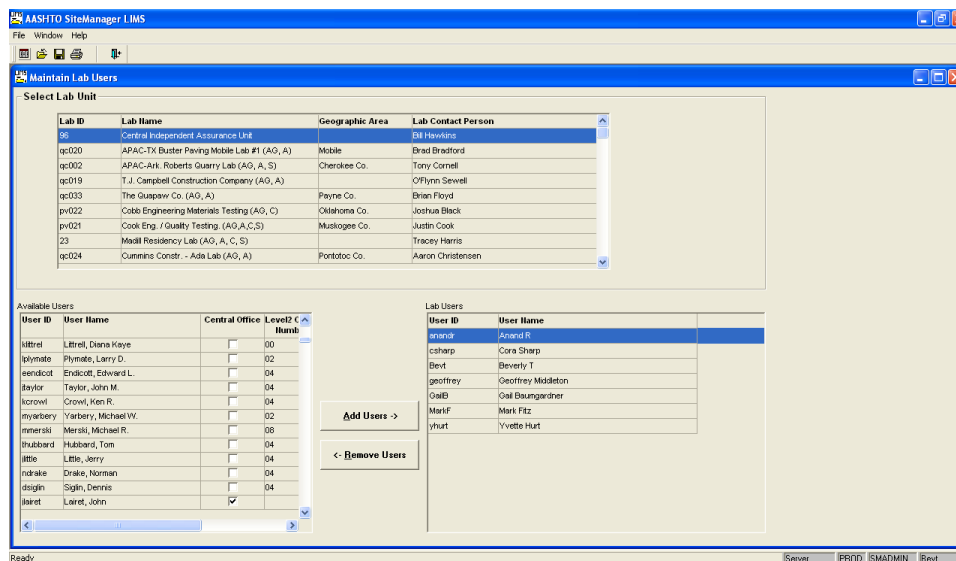 AASHTO SiteManager LIMS
File Window Help
Maintain Lab Users
Select Lab Unit
Lab ID Lab Name Geographic Area Lab Contact Person
96 Central Independent Assurance Unit Bill Hawkins
qc020 APAC-TX Buster Paving Mobile Lab #1 (AG, A) Mobile Brad Bradford
qc002 APAC-Ark. Roberts Quarry Lab (AG, A, S) Cherokee Co. Tony Cornell
qc019 T.J. Campbell Construction Company (AG, A) O'Flynn Sewell
qc033 The Quapaw Co. (AG, A) Payne Co. Brian Floyd
pv022 Cobb Engineering Materials Testing (AG, C) Oklahoma Co. Joshua Black
pv021 Cook Eng. / Quality Testing. (AG,A,C,S) Muskogee Co. Justin Cook
23 Madill Residency Lab (AG, A, C, S) Tracey Harris
qc024 Cummins Constr. - Ada Lab (AG, A) Pontotoc Co. Aaron Christensen
Available Users
User ID User Name Central Office Level2 C
Numb
klittrel Littrell, Diana Kaye 00
lplymate Plymate, Larry D. 02
eendicot Endicott, Edward L. 04
jtaylor Taylor, John M. 04
kcrowl Crowl, Ken R. 04
myarbery Yarbery, Michael W. 02
mmerski Merski, Michael R. 08
thubbard Hubbard, Tom 04
jlittle Little, Jerry 04
ndrake Drake, Norman 04
dsiglin Siglin, Dennis 04
jlairet Lairet, John
Add Users ->
<- Remove Users
Lab Users
User ID User Name
anandr Anand R
csharp Cora Sharp
Bevt Beverly T
geoffrey Geoffrey Middleton
GailB Gail Baumgardner
MarkF Mark Fitz
yhurt Yvette Hurt
Ready Server PROD SMADMIN Bevt